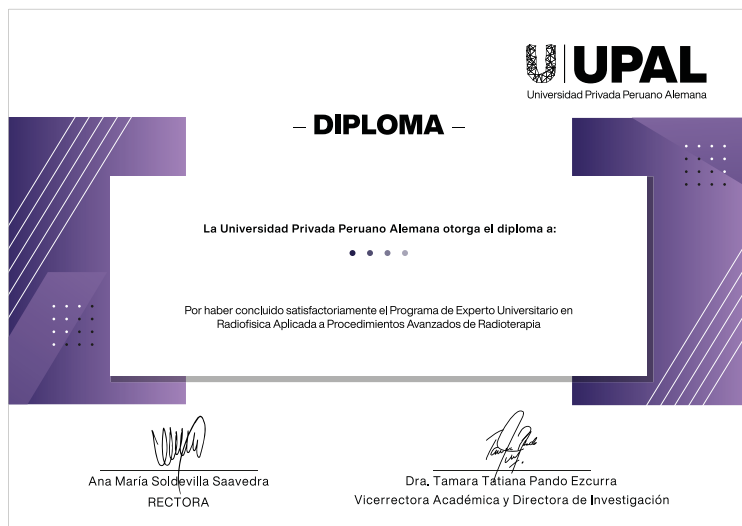 UPAL
Universidad Privada Peruano Alemana
– DIPLOMA –
La Universidad Privada Peruano Alemana otorga el diploma a:
Por haber concluido satisfactoriamente el Programa de Experto Universitario en
Radiofisica Aplicada a Procedimientos Avanzados de Radioterapia
Ana María Soldevilla Saavedra
RECTORA
Dra. Tamara Tatiana Pando Ezcurra
Vicerrectora Académica y Directora de Investigación